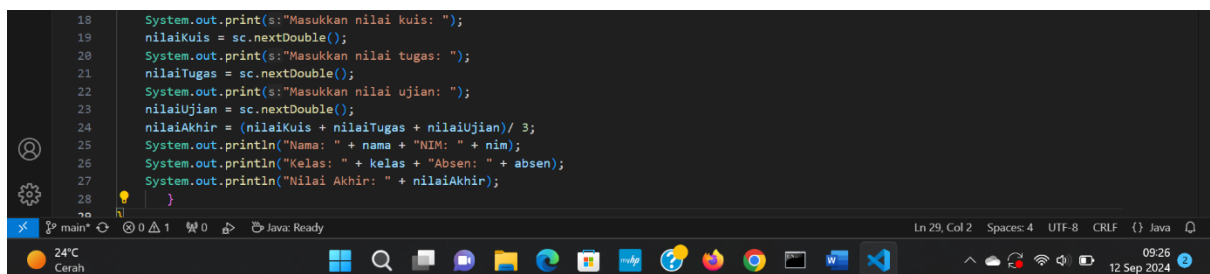 18 System.out.print(s:"Masukkan nilai kuis: ");
19 nilaiKuis = sc.nextDouble();
20 System.out.print(s:"Masukkan nilai tugas: ");
21 nilaiTugas = sc.nextDouble();
22 System.out.print(s:"Masukkan nilai ujian: ");
23 nilaiUjian = sc.nextDouble();
24 nilaiAkhir = (nilaiKuis + nilaiTugas + nilaiUjian)/ 3;
25 System.out.println("Nama: " + nama + "NIM: " + nim);
26 System.out.println("Kelas: " + kelas + "Absen: " + absen);
27 System.out.println("Nilai Akhir: " + nilaiAkhir);
28 }
29 }
main* 0 1 0 Java: Ready Ln 29, Col 2 Spaces: 4 UTF-8 CRLF {} Java
24°C 09:26
Cerah myhp W 12 Sep 2024 2